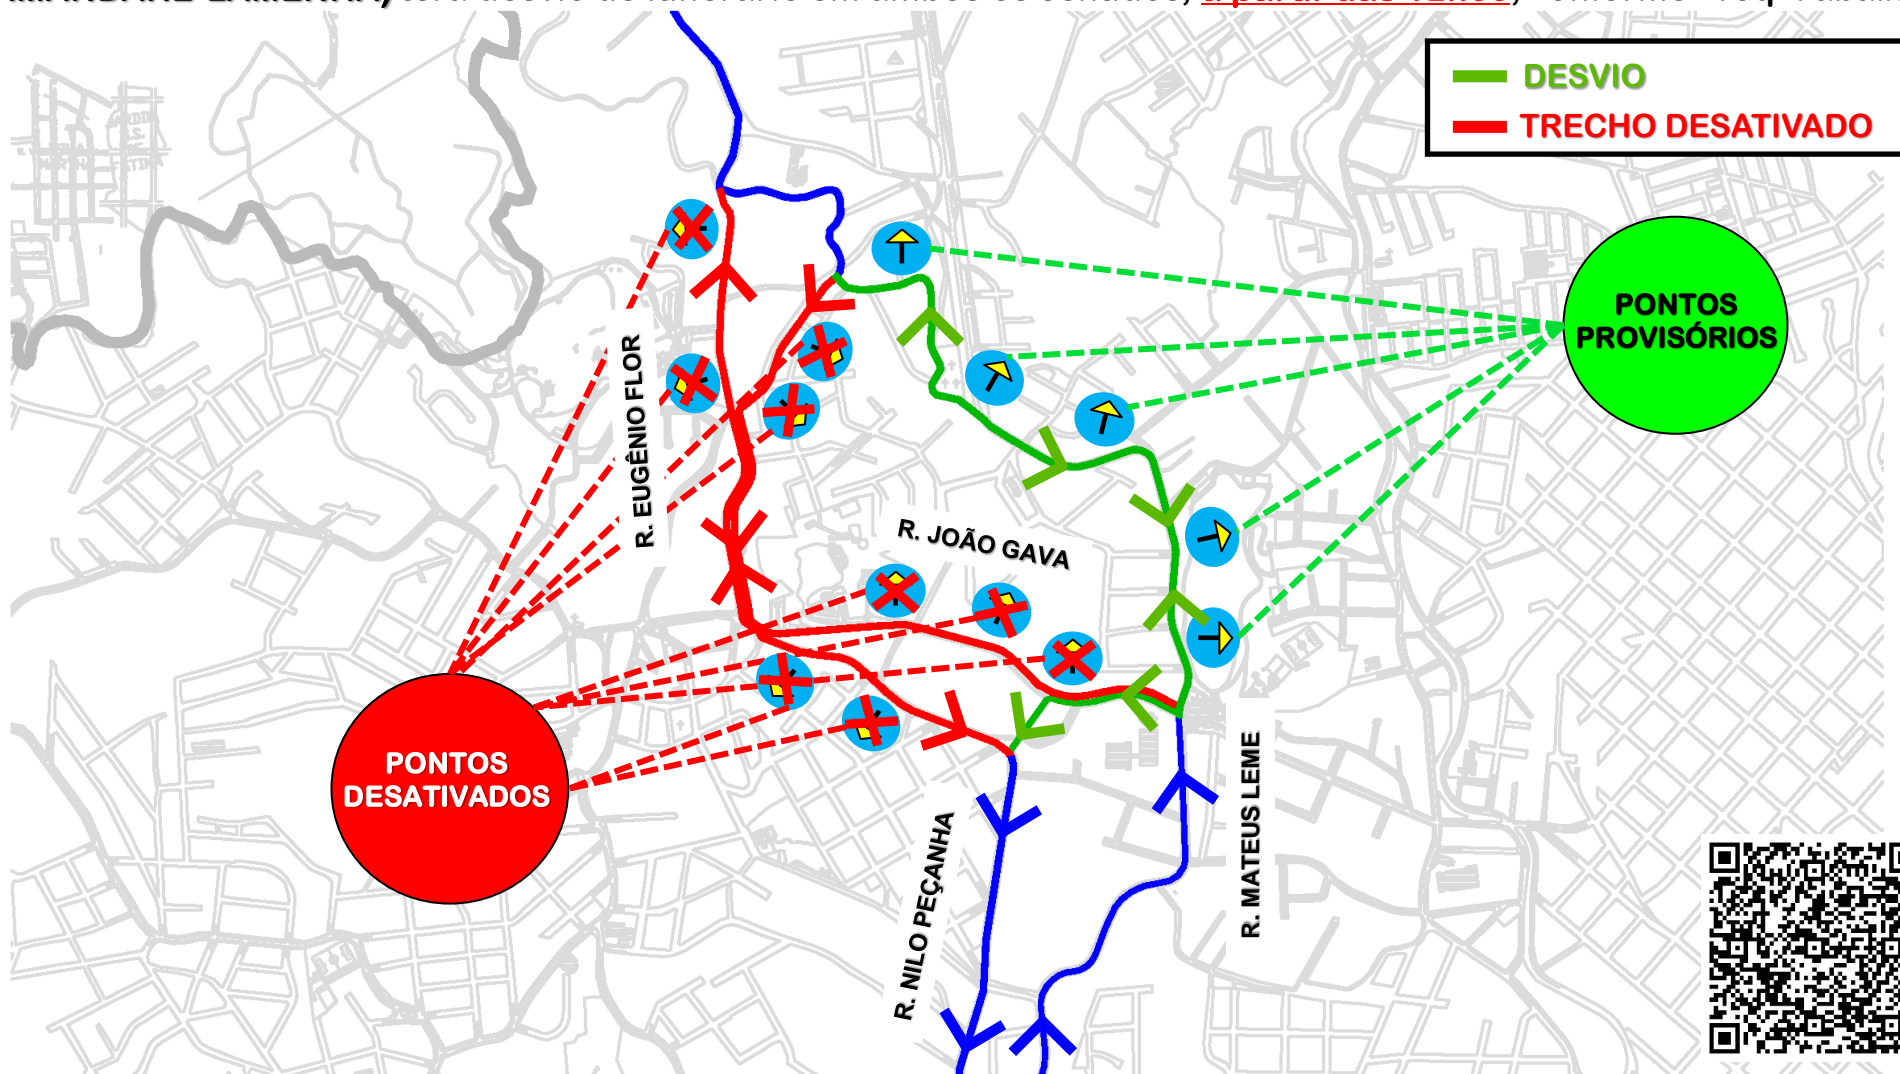 DESVIO
TRECHO DESATIVADO
PONTOS
PROVISÓRIOS
R. EUGÊNIO FLOR
R. JOÃO GAVA
PONTOS
DESATIVADOS
R. MATEUS LEME
R. NILO PEÇANHA